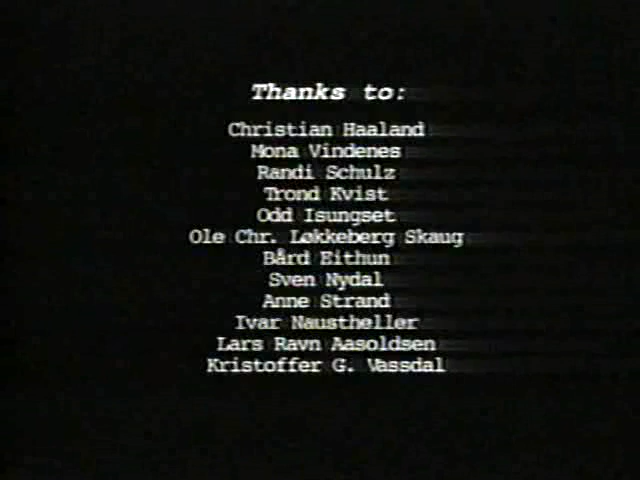 Thanks to:
Christian Haaland
Mona Vindenes
Randi Schulz
Trond Kvist
Odd Isungset
Ole Chr. Løkkeberg Skaug
Bård Eithun
Sven Nydal
Anne Strand
Ivar Naustheller
Lars Ravn Aasoldsen
Kristoffer G. Vassdal